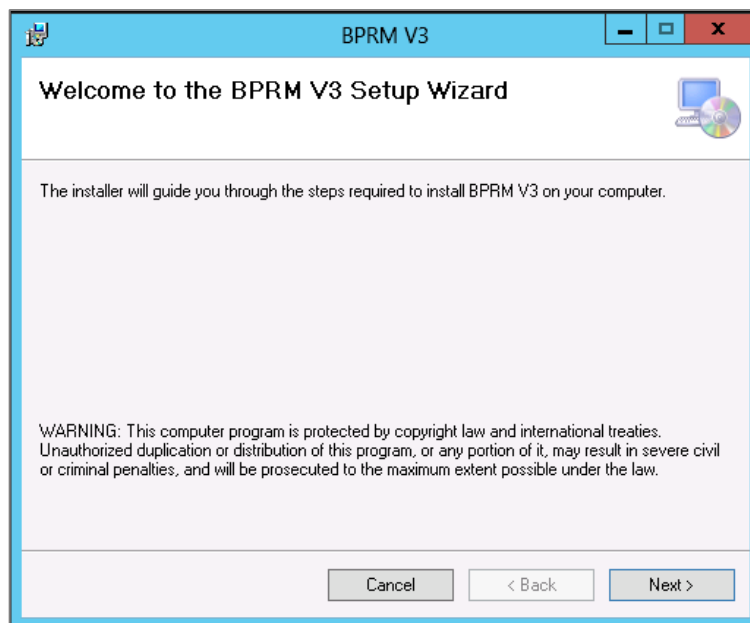 BPRM V3
Welcome to the BPRM V3 Setup Wizard
The installer will guide you through the steps required to install BPRM V3 on your computer.
WARNING: This computer program is protected by copyright law and international treaties.
Unauthorized duplication or distribution of this program, or any portion of it, may result in severe civil
or criminal penalties, and will be prosecuted to the maximum extent possible under the law.
Cancel
< Back
Next >